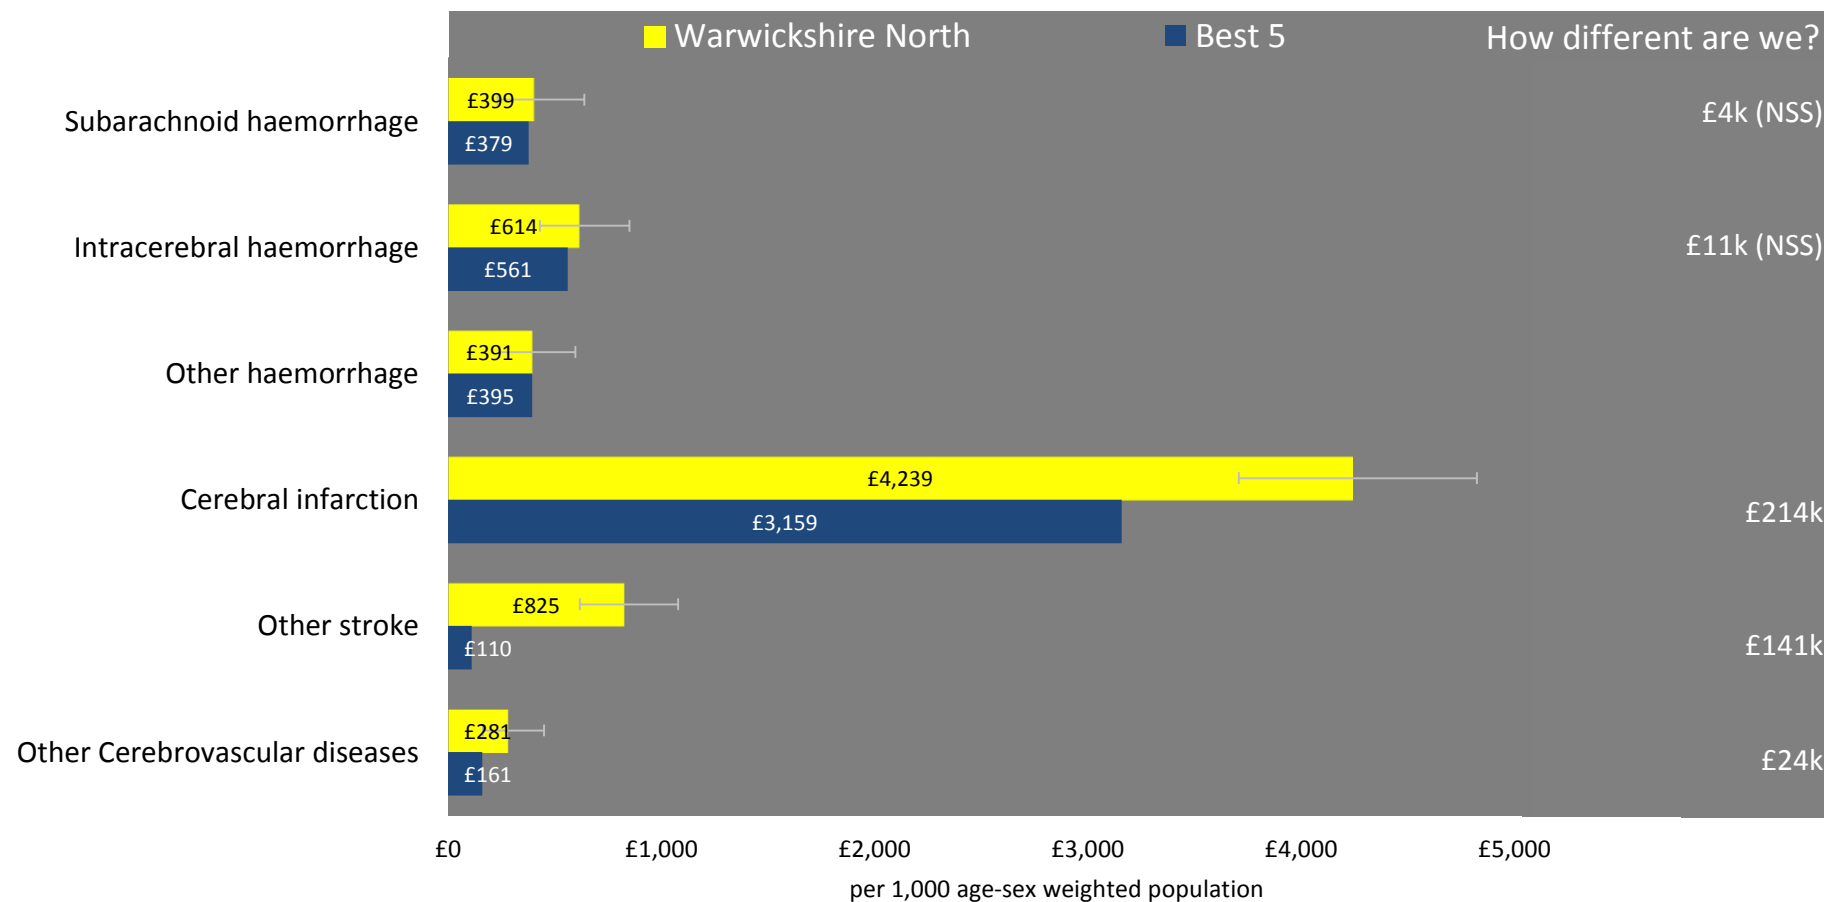 Warwickshire North Best 5 How different are we?
Subarachnoid haemorrhage £399 £379 £4k (NSS)
Intracerebral haemorrhage £614 £561 £11k (NSS)
Other haemorrhage £391 £395
Cerebral infarction £4,239 £3,159 £214k
Other stroke £825 £110 £141k
Other Cerebrovascular diseases £281 £161 £24k
£0 £1,000 £2,000 £3,000 £4,000 £5,000
per 1,000 age-sex weighted population